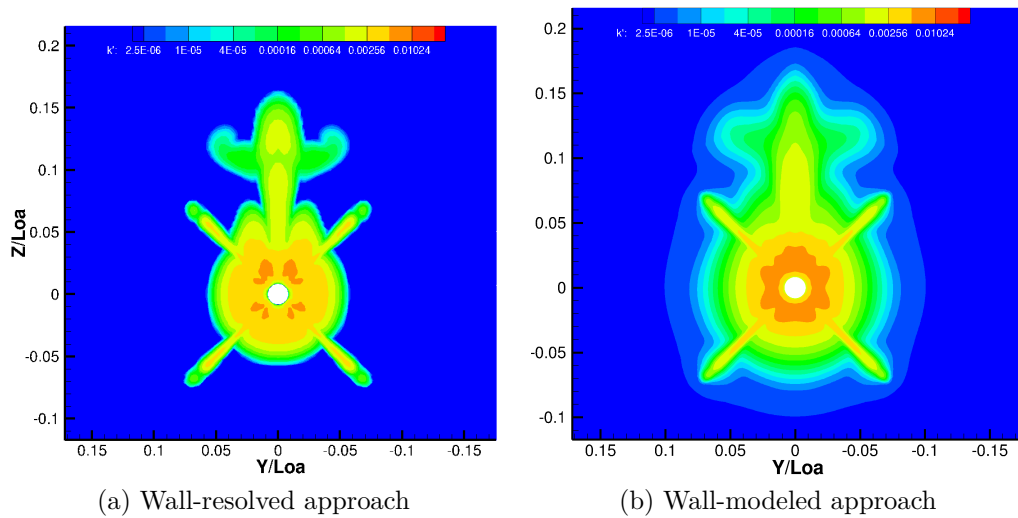 k': 2.5E-06 1E-05 4E-05 0.00016 0.00064 0.00256 0.01024
0.2
0.15
0.1
0.05
0
-0.05
-0.1
Z/Loa
0.15 0.1 0.05 0 -0.05 -0.1 -0.15
Y/Loa
(a) Wall-resolved approach
k': 2.5E-06 1E-05 4E-05 0.00016 0.00064 0.00256 0.01024
0.2
0.15
0.1
0.05
0
-0.05
-0.1
0.15 0.1 0.05 0 -0.05 -0.1 -0.15
Y/Loa
(b) Wall-modeled approach